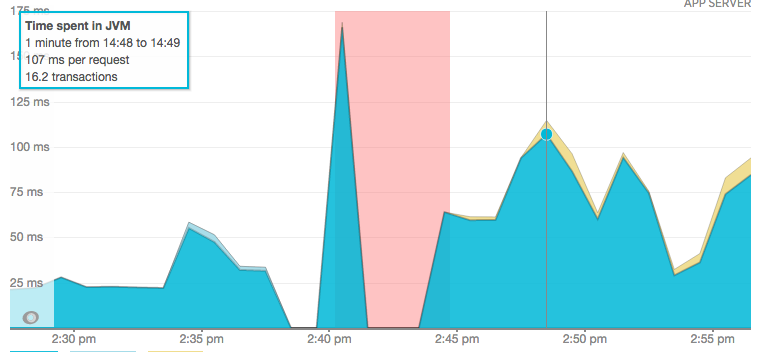 APP SERVER
175 ms
Time spent in JVM
1 minute from 14:48 to 14:49
107 ms per request
16.2 transactions
125 ms
100 ms
75 ms
50 ms
25 ms
2:30 pm 2:35 pm 2:40 pm 2:45 pm 2:50 pm 2:55 pm